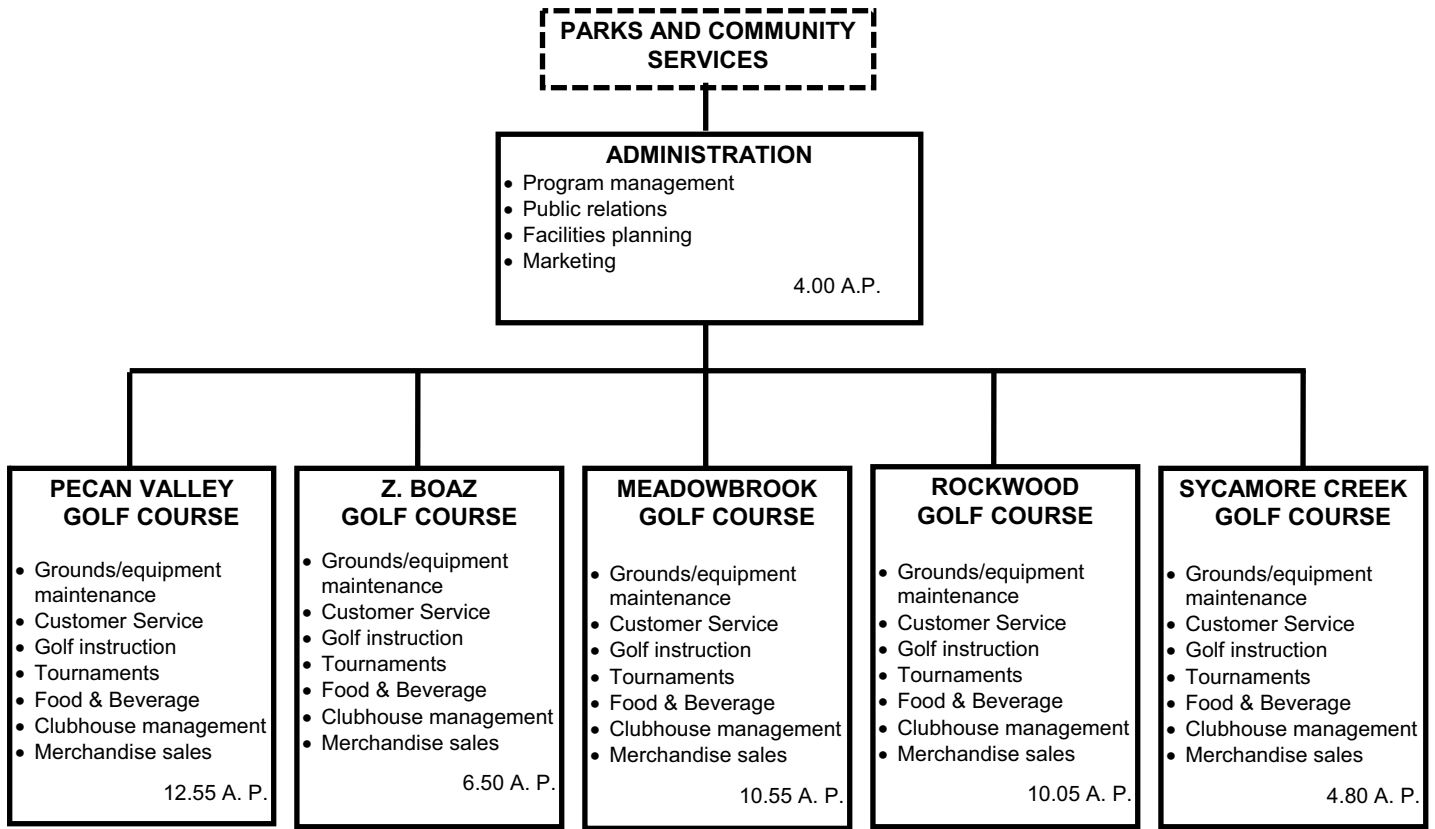 PARKS AND COMMUNITY
SERVICES
ADMINISTRATION
• Program management
• Public relations
• Facilities planning
• Marketing
4.00 A.P.
PECAN VALLEY
GOLF COURSE
• Grounds/equipment
maintenance
• Customer Service
• Golf instruction
• Tournaments
• Food & Beverage
• Clubhouse management
• Merchandise sales
12.55 A. P.
Z. BOAZ
GOLF COURSE
• Grounds/equipment
maintenance
• Customer Service
• Golf instruction
• Tournaments
• Food & Beverage
• Clubhouse management
• Merchandise sales
6.50 A. P.
MEADOWBROOK
GOLF COURSE
• Grounds/equipment
maintenance
• Customer Service
• Golf instruction
• Tournaments
• Food & Beverage
• Clubhouse management
• Merchandise sales
10.55 A. P.
ROCKWOOD
GOLF COURSE
• Grounds/equipment
maintenance
• Customer Service
• Golf instruction
• Tournaments
• Food & Beverage
• Clubhouse management
• Merchandise sales
10.05 A. P.
SYCAMORE CREEK
GOLF COURSE
• Grounds/equipment
maintenance
• Customer Service
• Golf instruction
• Tournaments
• Food & Beverage
• Clubhouse management
• Merchandise sales
4.80 A. P.